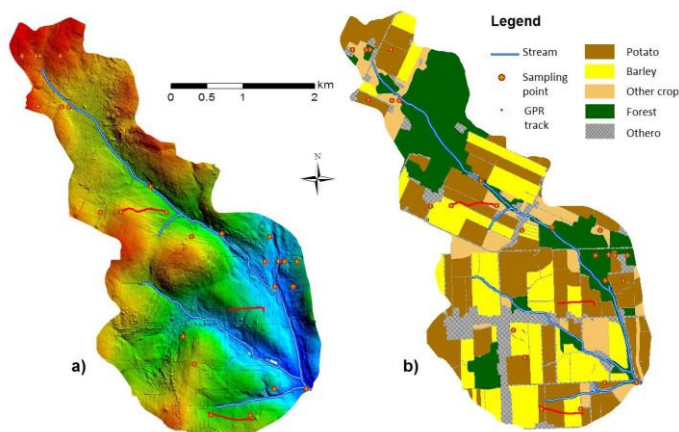 Legend
Stream
Sampling
point
GPR
track
Potato
Barley
Other crop
Forest
Othero
km
0 0.5 1 2
N
a)
b)